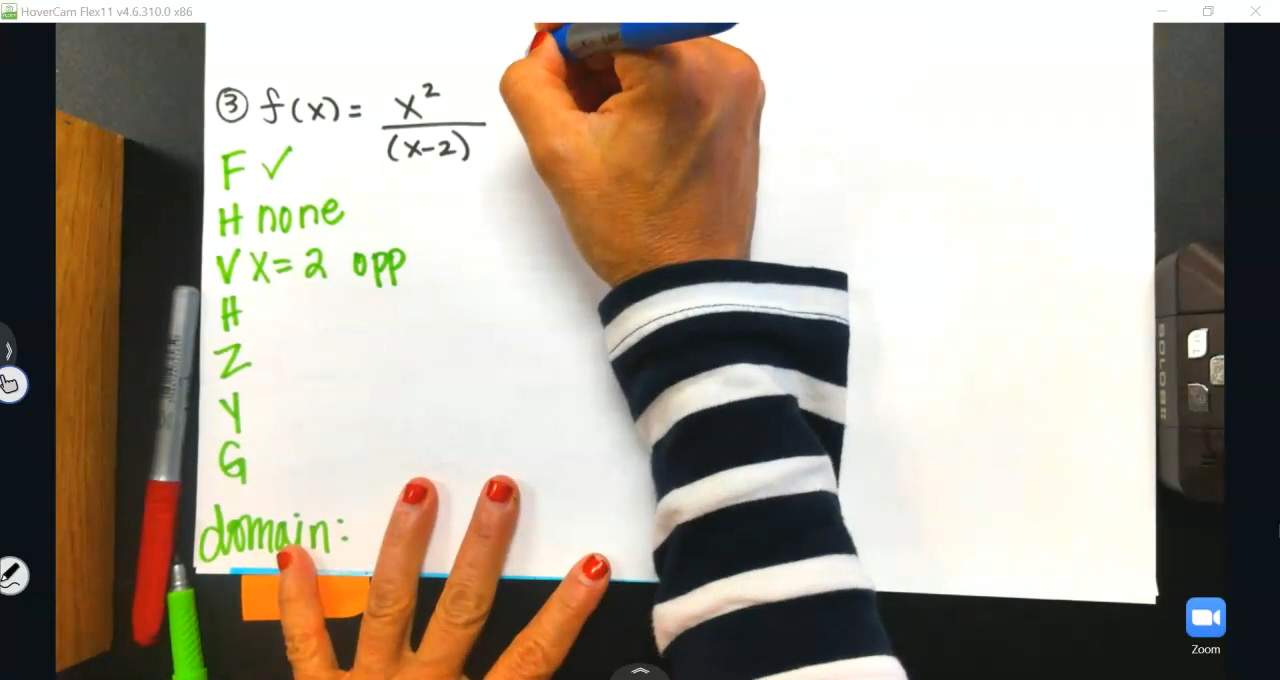 HoverCam Flex11 v4.6.310.0 x86
③ f(x) = x²
(x-2)
F ✓
H none
V x=2 opp
H
Z
Y
G
domain:
Zoom